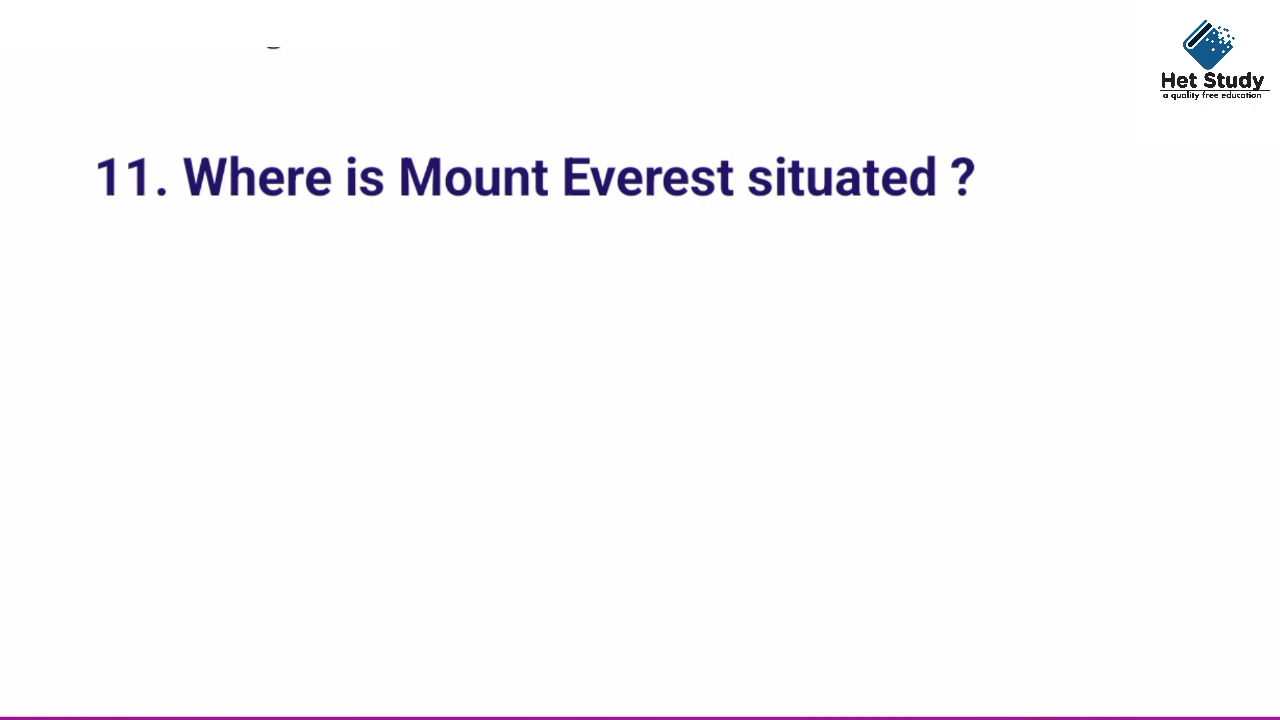 Het Study
a quality free education
11. Where is Mount Everest situated ?